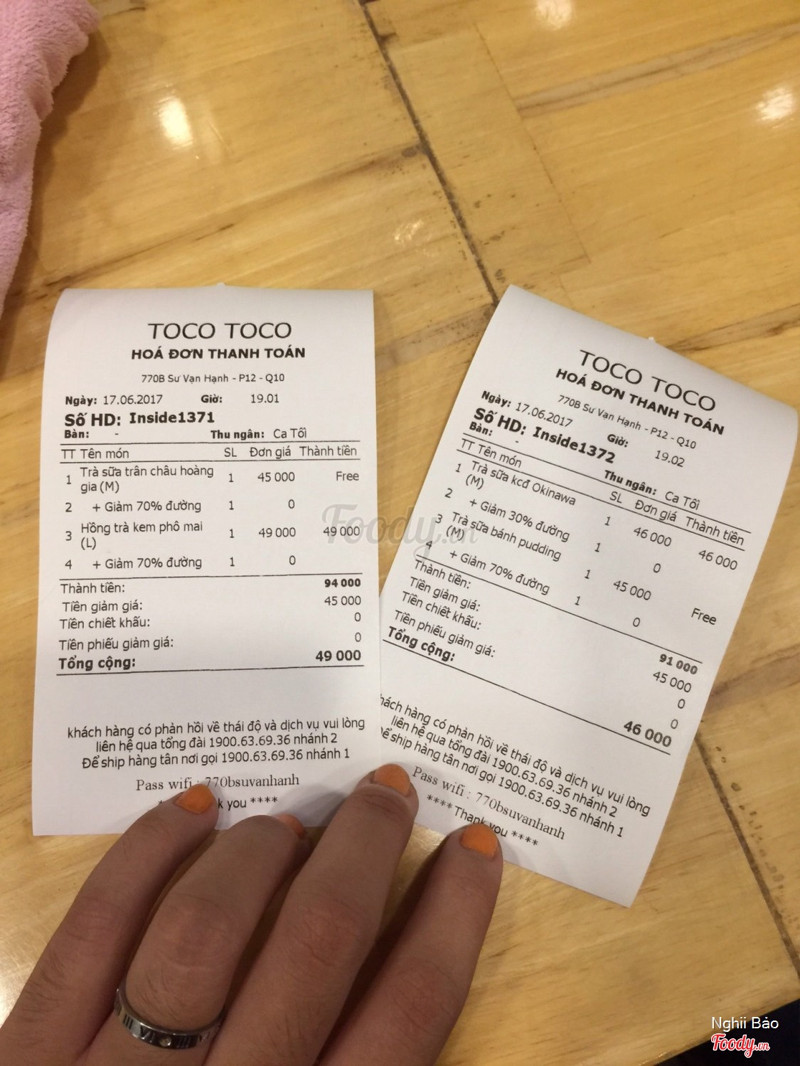 TOCO TOCO
HOÁ ĐƠN THANH TOÁN
770B Sư Vạn Hạnh - P12 - Q10
Ngày: 17.06.2017 Giờ: 19.01
Số HD: Inside1371
Bàn: - Thu ngân: Ca Tối
TT Tên món SL Đơn giá Thành tiền
1 Trà sữa trân châu hoàng gia (M) 1 45 000 Free
2 + Giảm 70% đường 1 0
3 Hồng trà kem phô mai (L) 1 49 000 49 000
4 + Giảm 70% đường 1 0
Thành tiền: 94 000
Tiền giảm giá: 45 000
Tiền chiết khấu: 0
Tiền phiếu giảm giá: 0
Tổng cộng: 49 000
khách hàng có phản hồi về thái độ và dịch vụ vui lòng
liên hệ qua tổng đài 1900.63.69.36 nhánh 2
Để ship hàng tân nơi gọi 1900.63.69.36 nhánh 1
Pass wifi : 770bsuvanhanh
you ****
TOCO TOCO
HOÁ ĐƠN THANH TOÁN
770B Sư Vạn Hạnh - P12 - Q10
Ngày: 17.06.2017 Giờ: 19.02
Số HD: Inside1372
Bàn: - Thu ngân: Ca Tối
TT Tên món SL Đơn giá Thành tiền
1 Trà sữa kcđ Okinawa (M) 1 46 000 46 000
2 + Giảm 30% đường 1 0
3 Trà sữa bánh pudding (M) 1 45 000 Free
4 + Giảm 70% đường 1 0
Thành tiền: 91 000
Tiền giảm giá: 45 000
Tiền chiết khấu: 0
Tiền phiếu giảm giá: 0
Tổng cộng: 46 000
khách hàng có phản hồi về thái độ và dịch vụ vui lòng
liên hệ qua tổng đài 1900.63.69.36 nhánh 2
Để ship hàng tân nơi gọi 1900.63.69.36 nhánh 1
Pass wifi : 770bsuvanhanh
**** Thank you ****
Foody.vn
Nghii Bảo
Foody.vn